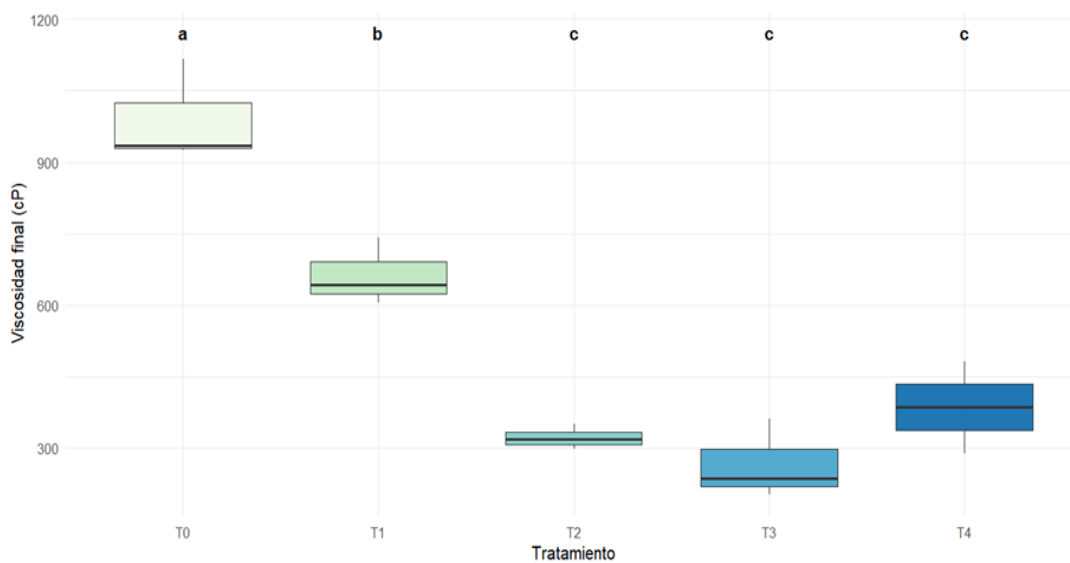 1200
a b c c c
900
600
300
Viscosidad final (cP)
T0 T1 T2 T3 T4
Tratamiento